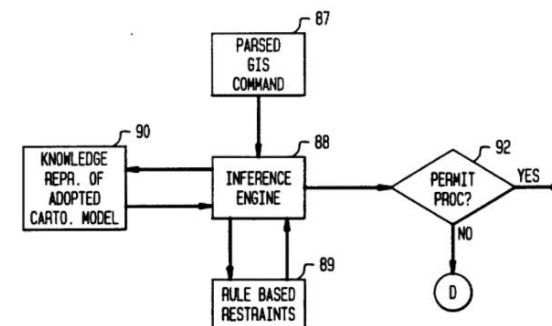 87
PARSED
GIS
COMMAND
90
KNOWLEDGE
REPR. OF
ADOPTED
CARTO. MODEL
88
INFERENCE
ENGINE
92
PERMIT
PROC?
YES
NO
D
89
RULE BASED
RESTRAINTS